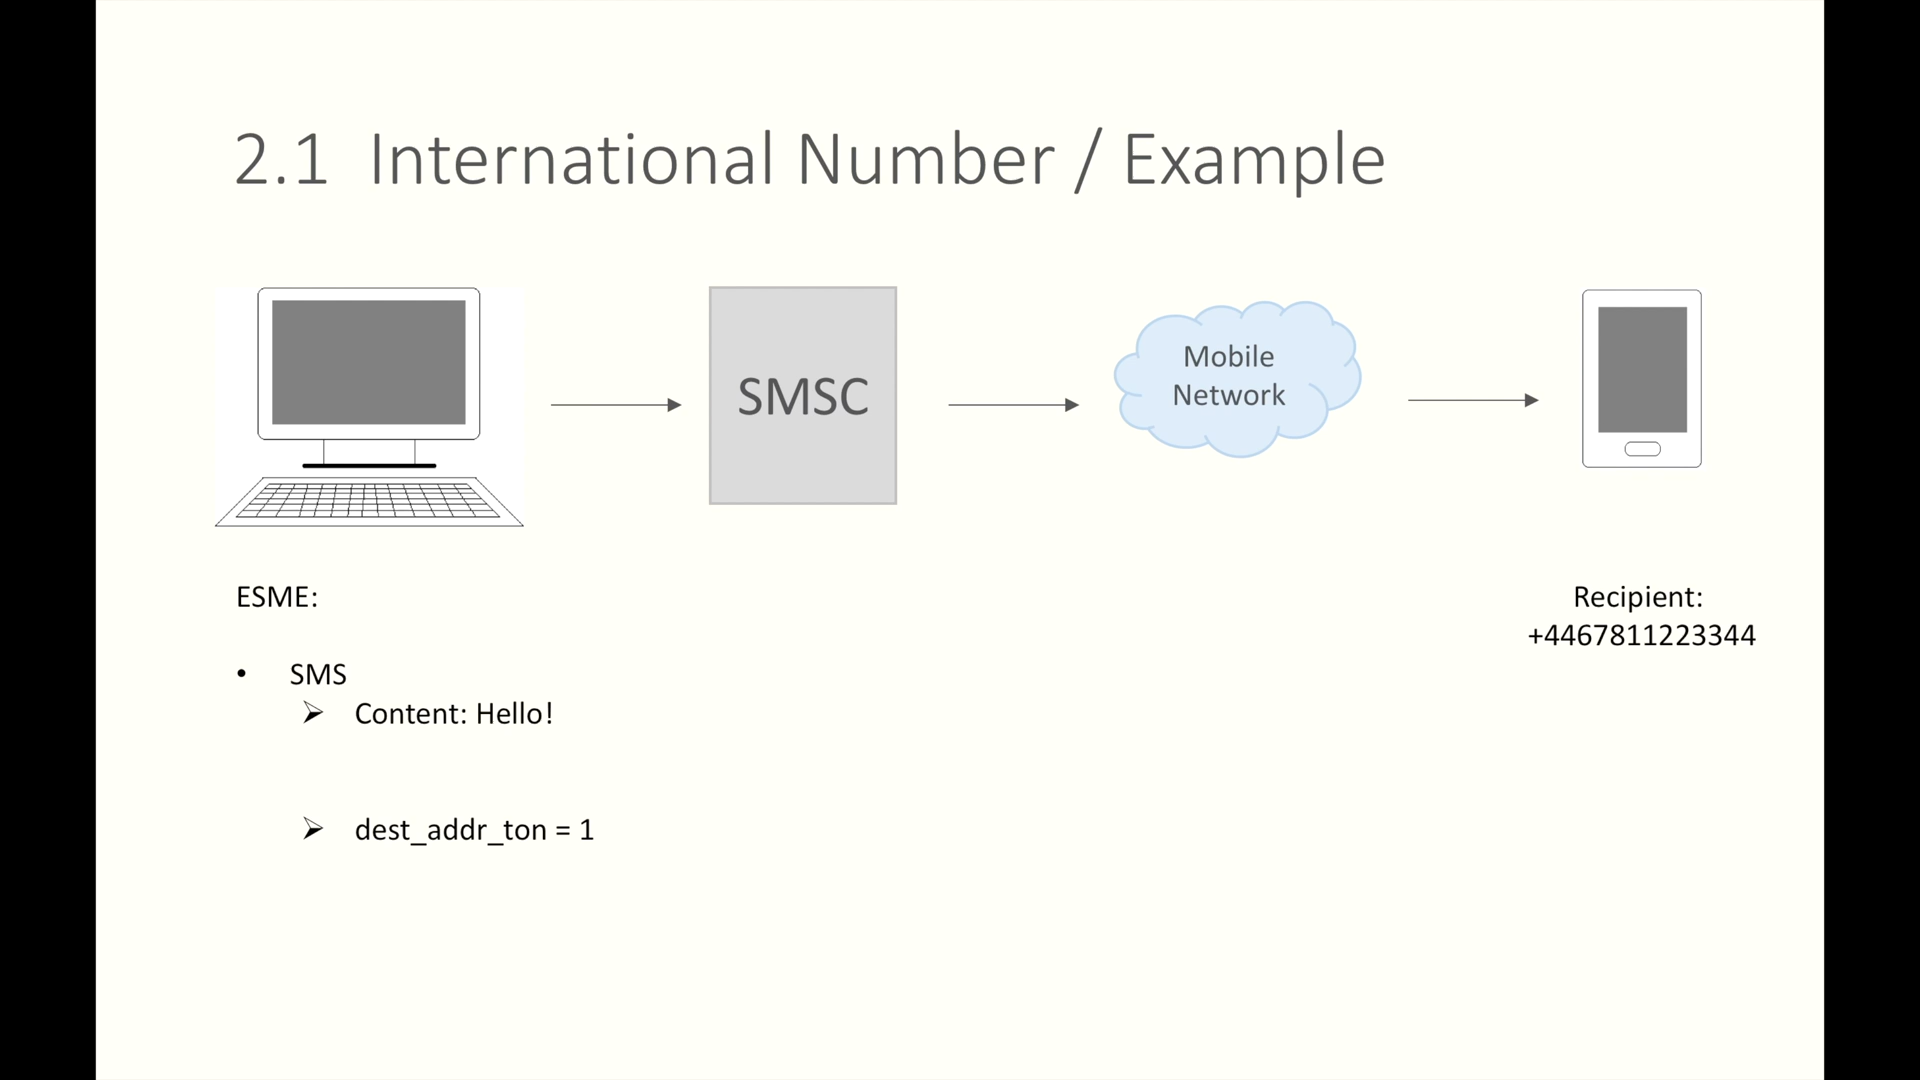 2.1 International Number / Example
SMSC
Mobile
Network
ESME:
Recipient:
+4467811223344
• SMS
➢ Content: Hello!
➢ dest_addr_ton = 1